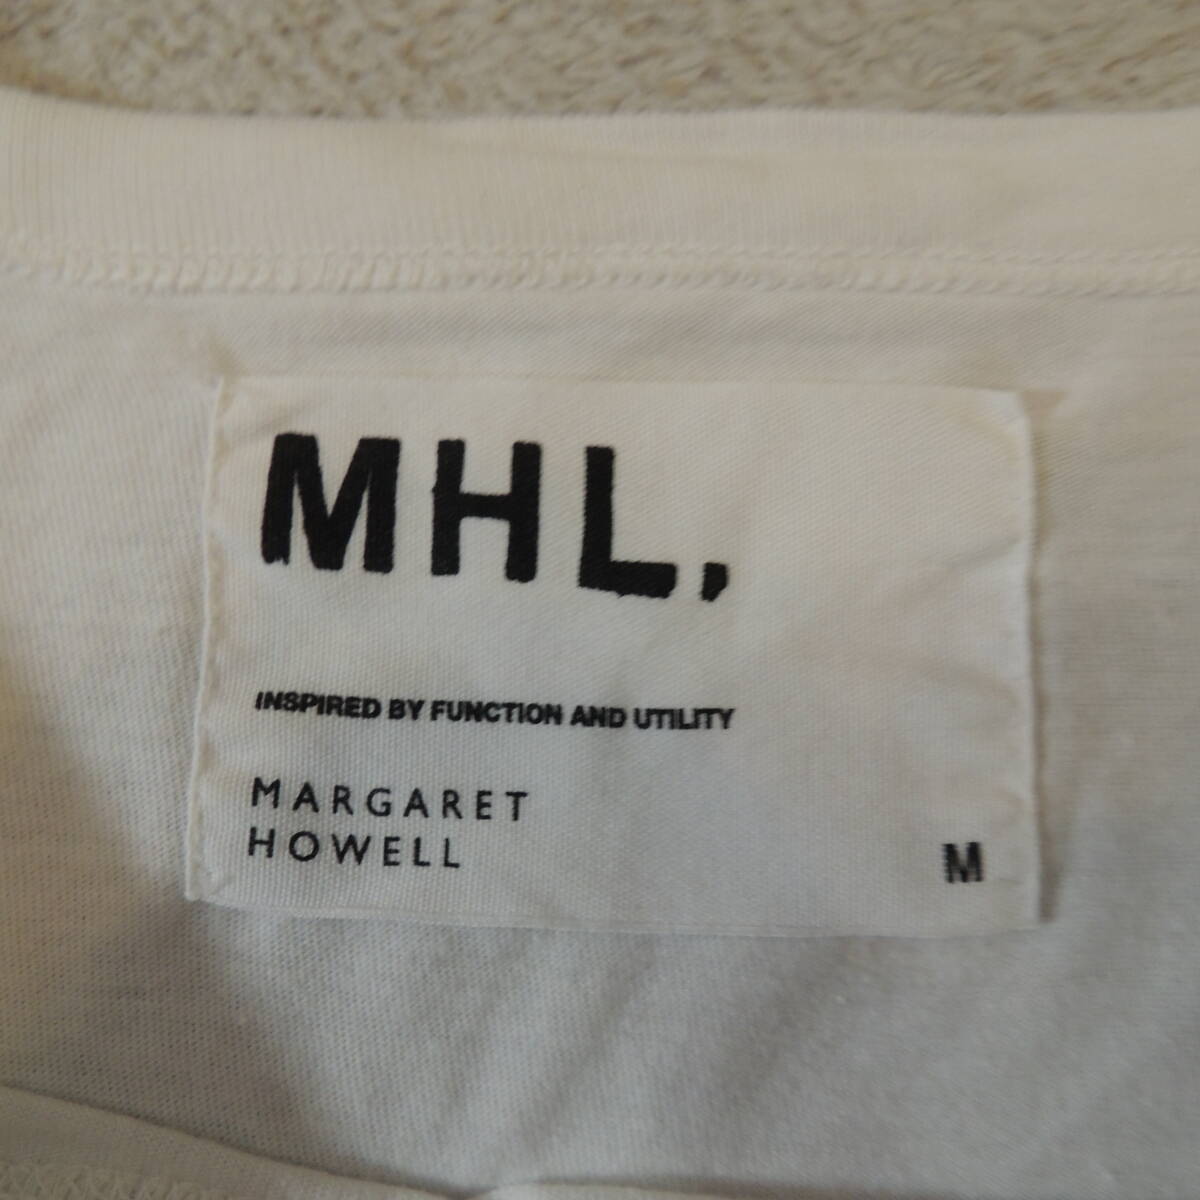 MHL.
INSPIRED BY FUNCTION AND UTILITY
MARGARET
HOWELL
M